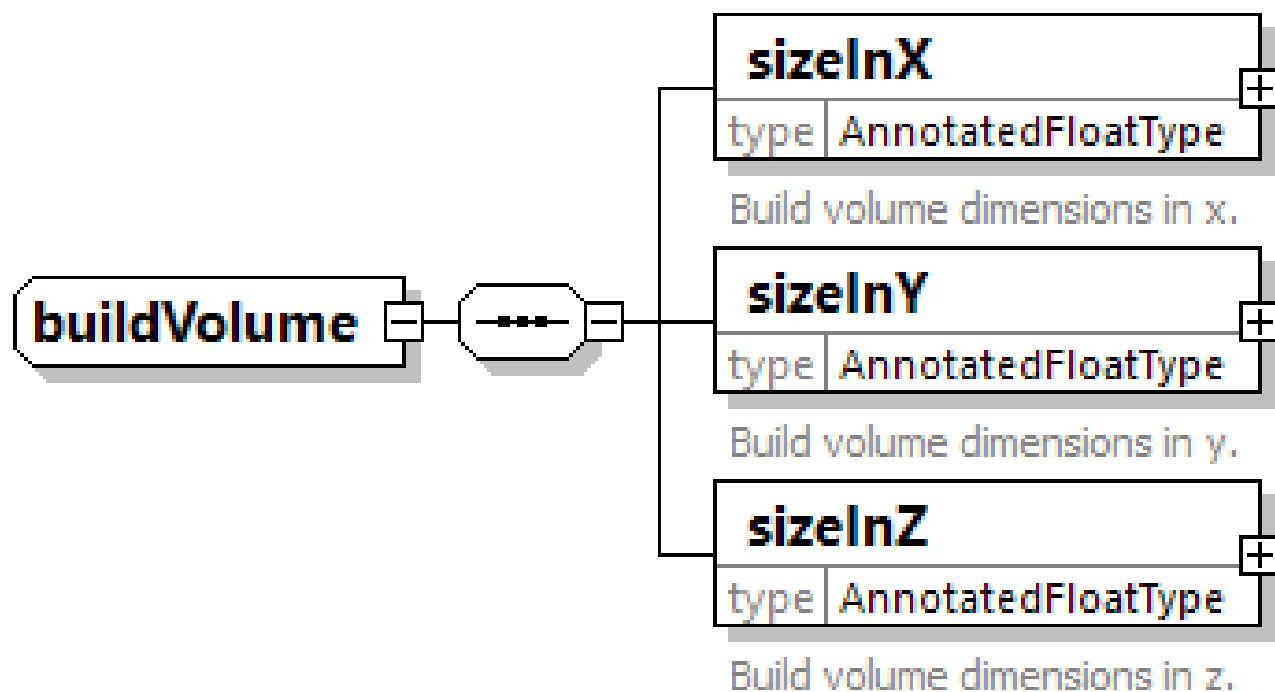 buildVolume
sizeInX
type AnnotatedFloatType
Build volume dimensions in x.
sizeInY
type AnnotatedFloatType
Build volume dimensions in y.
sizeInZ
type AnnotatedFloatType
Build volume dimensions in z.